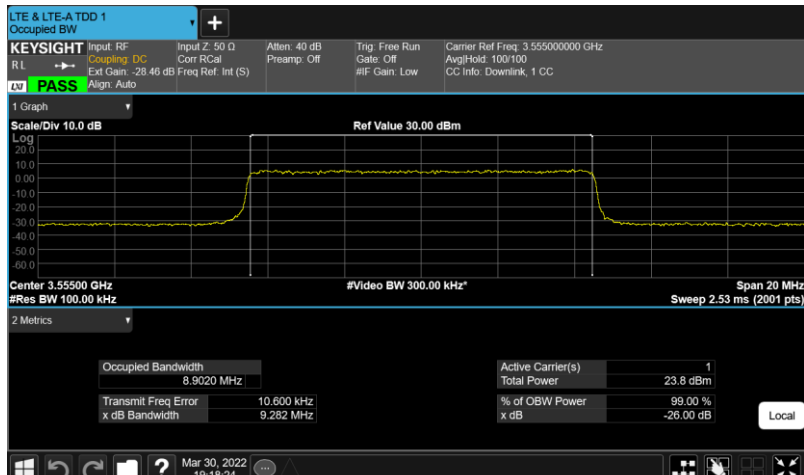 LTE & LTE-A TDD 1
Occupied BW
KEYSIGHT Input: RF Input Z: 50 Ω Atten: 40 dB Trig: Free Run Carrier Ref Freq: 3.555000000 GHz
RL Coupling: DC Corr RCal Preamp: Off Gate: Off Avg|Hold: 100/100
Ext Gain: -28.46 dB Freq Ref: Int (S) #IF Gain: Low CC Info: Downlink, 1 CC
LXI PASS Align: Auto
1 Graph
Scale/Div 10.0 dB Ref Value 30.00 dBm
Log
20.0
10.0
0.00
-10.0
-20.0
-30.0
-40.0
-50.0
-60.0
Center 3.55500 GHz #Video BW 300.00 kHz* Span 20 MHz
#Res BW 100.00 kHz Sweep 2.53 ms (2001 pts)
2 Metrics
Occupied Bandwidth Active Carrier(s) 1
8.9020 MHz Total Power 23.8 dBm
Transmit Freq Error 10.600 kHz % of OBW Power 99.00 %
x dB Bandwidth 9.282 MHz x dB -26.00 dB
Local
Mar 30, 2022
19:18:24